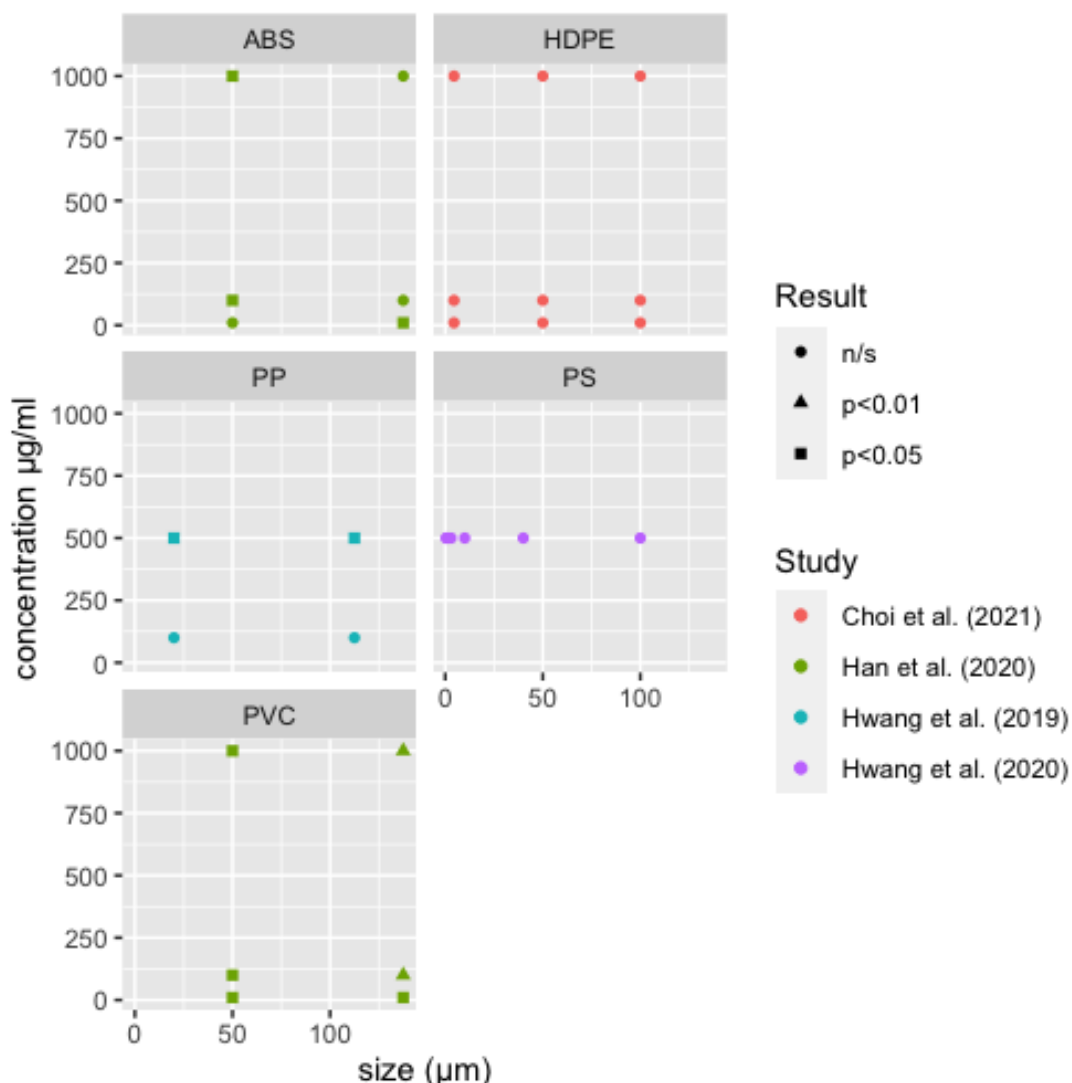 ABS
HDPE
1000
750
500
250
0
Result
n/s
p<0.01
p<0.05
PP
PS
1000
750
500
250
0
concentration µg/ml
0
50
100
Study
Choi et al. (2021)
Han et al. (2020)
Hwang et al. (2019)
Hwang et al. (2020)
PVC
1000
750
500
250
0
0
50
100
size (µm)